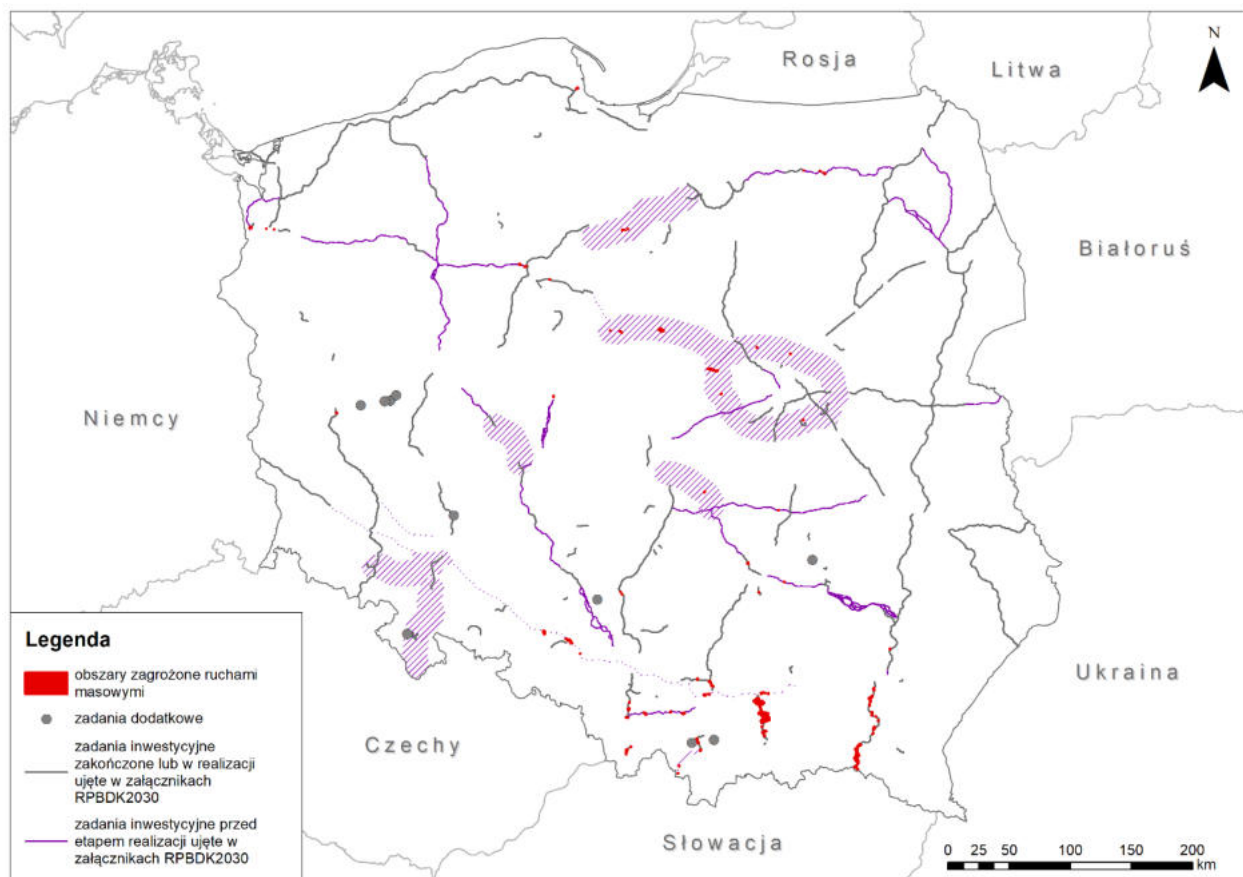 N
Rosja
Litwa
Białoruś
Niemcy
Ukraina
Czechy
Słowacja
Legenda
obszary zagrożone ruchami
masowymi
zadania dodatkowe
zadania inwestycyjne
zakończone lub w realizacji
ujęte w załącznikach
RPBDK2030
zadania inwestycyjne przed
etapem realizacji ujęte w
załącznikach RPBDK2030
0 25 50 100 150 200
km